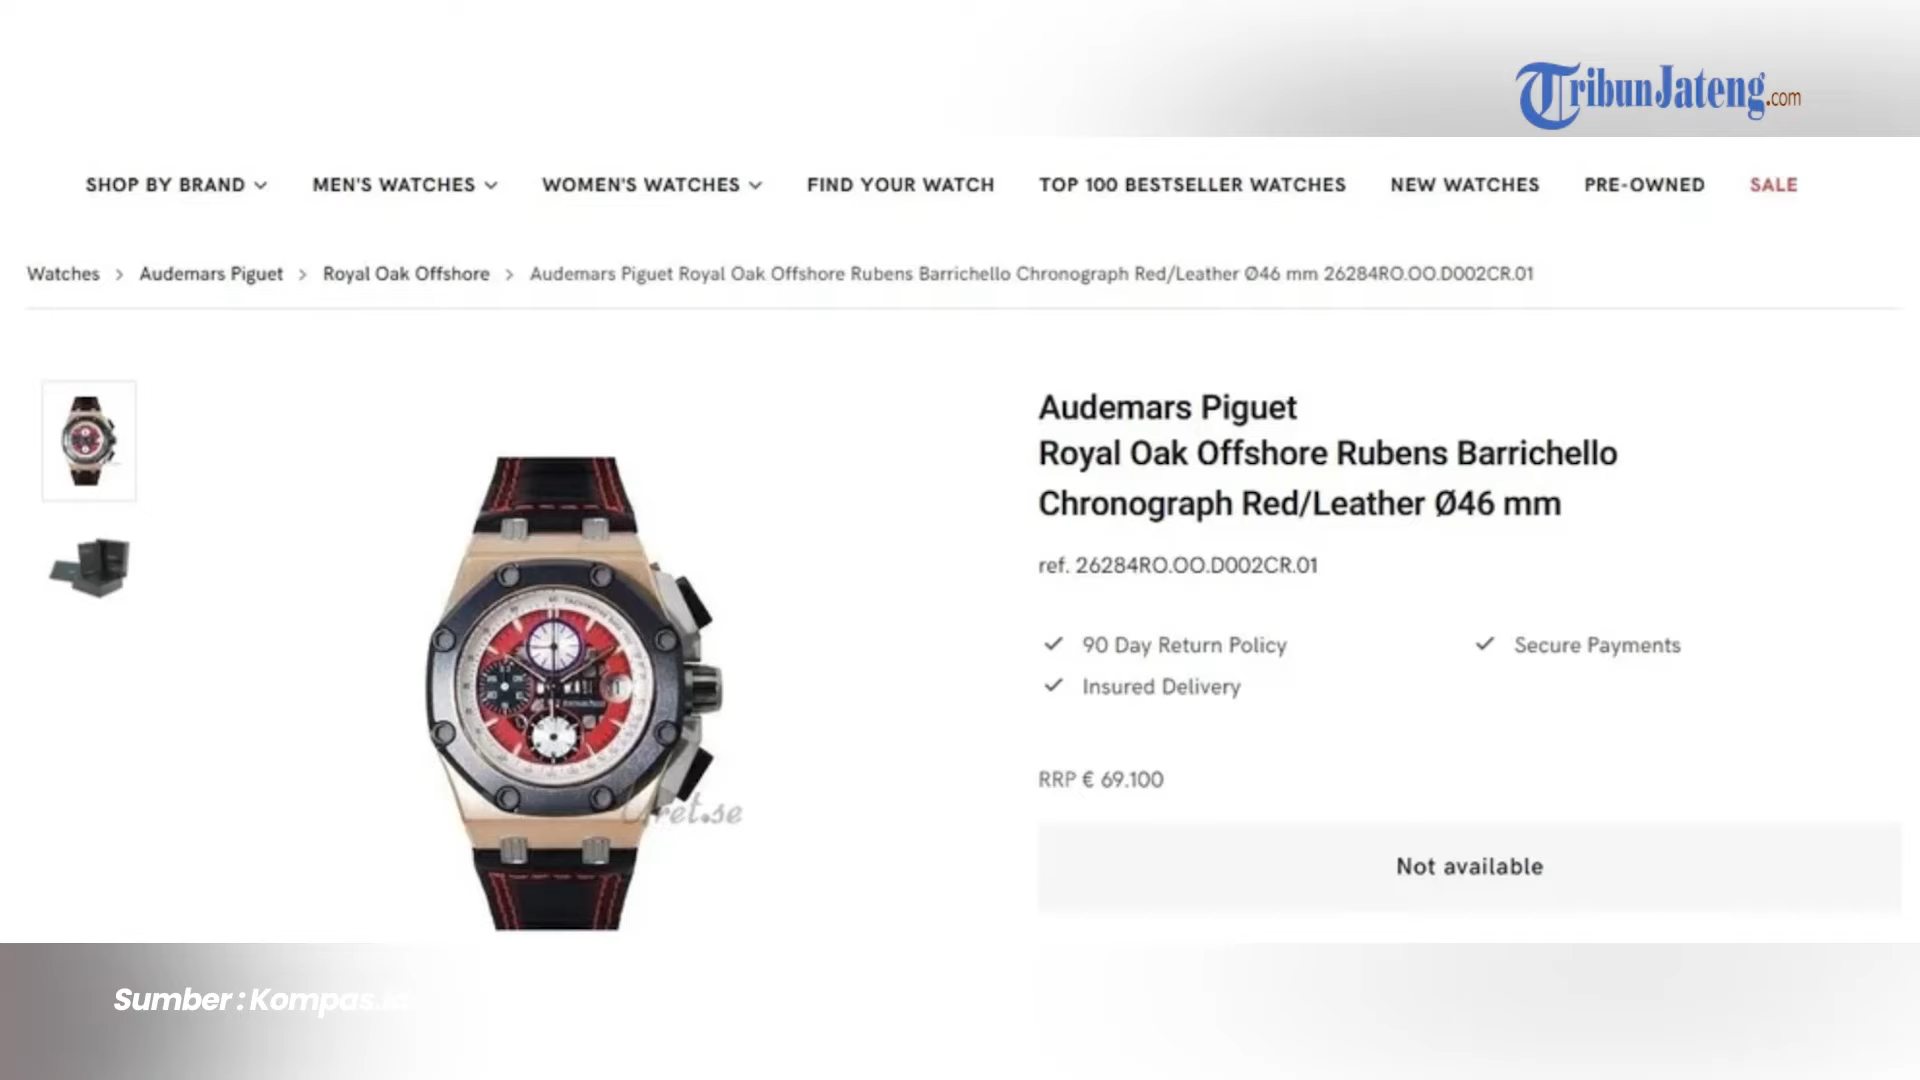 TribunJateng.com
SHOP BY BRAND
MEN'S WATCHES
WOMEN'S WATCHES
FIND YOUR WATCH
TOP 100 BESTSELLER WATCHES
NEW WATCHES
PRE-OWNED
SALE
Watches > Audemars Piguet > Royal Oak Offshore > Audemars Piguet Royal Oak Offshore Rubens Barrichello Chronograph Red/Leather Ø46 mm 26284RO.OO.D002CR.01
Audemars Piguet
Royal Oak Offshore Rubens Barrichello
Chronograph Red/Leather Ø46 mm
ref. 26284RO.OO.D002CR.01
90 Day Return Policy
Secure Payments
Insured Delivery
RRP € 69.100
Not available
Uret.se
Sumber : Kompas.id